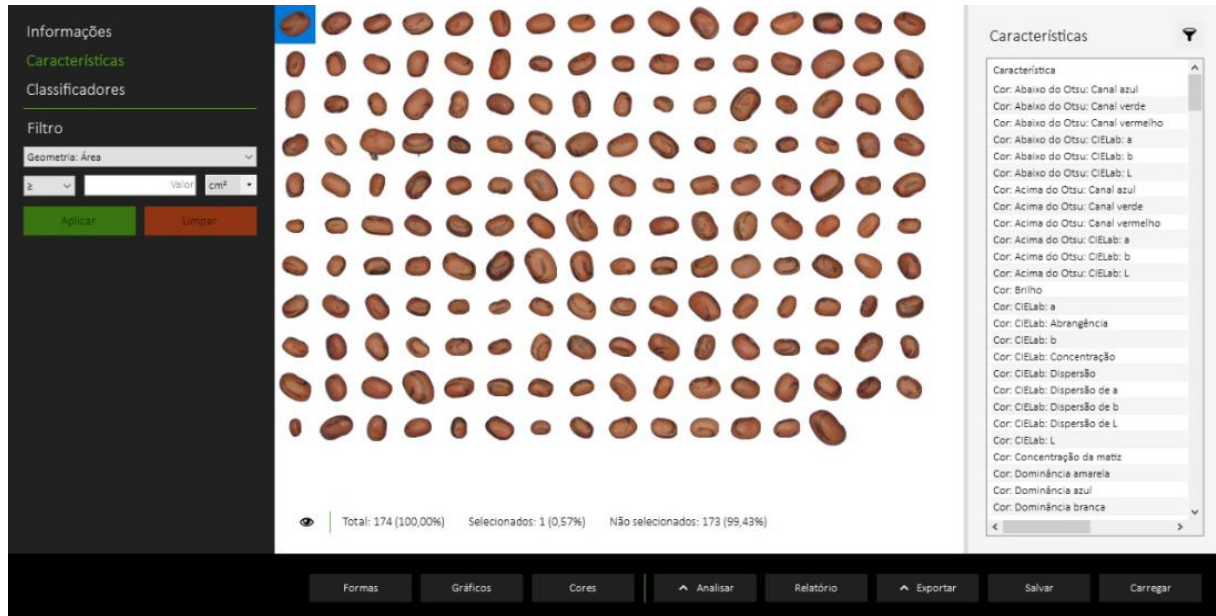 Informações
Características
Classificadores
Filtro
Geometria: Área
≥ Valor cm²
Aplicar Limpar
Total: 174 (100,00%) Selecionados: 1 (0,57%) Não selecionados: 173 (99,43%)
Características
Característica
Cor: Abaixo do Otsu: Canal azul
Cor: Abaixo do Otsu: Canal verde
Cor: Abaixo do Otsu: Canal vermelho
Cor: Abaixo do Otsu: CIELab: a
Cor: Abaixo do Otsu: CIELab: b
Cor: Abaixo do Otsu: CIELab: L
Cor: Acima do Otsu: Canal azul
Cor: Acima do Otsu: Canal verde
Cor: Acima do Otsu: Canal vermelho
Cor: Acima do Otsu: CIELab: a
Cor: Acima do Otsu: CIELab: b
Cor: Acima do Otsu: CIELab: L
Cor: Brilho
Cor: CIELab: a
Cor: CIELab: Abrangência
Cor: CIELab: b
Cor: CIELab: Concentração
Cor: CIELab: Dispersão
Cor: CIELab: Dispersão de a
Cor: CIELab: Dispersão de b
Cor: CIELab: Dispersão de L
Cor: CIELab: L
Cor: Concentração da matiz
Cor: Dominância amarela
Cor: Dominância azul
Cor: Dominância branca
Formas Gráficos Cores Analisar Relatório Exportar Salvar Carregar